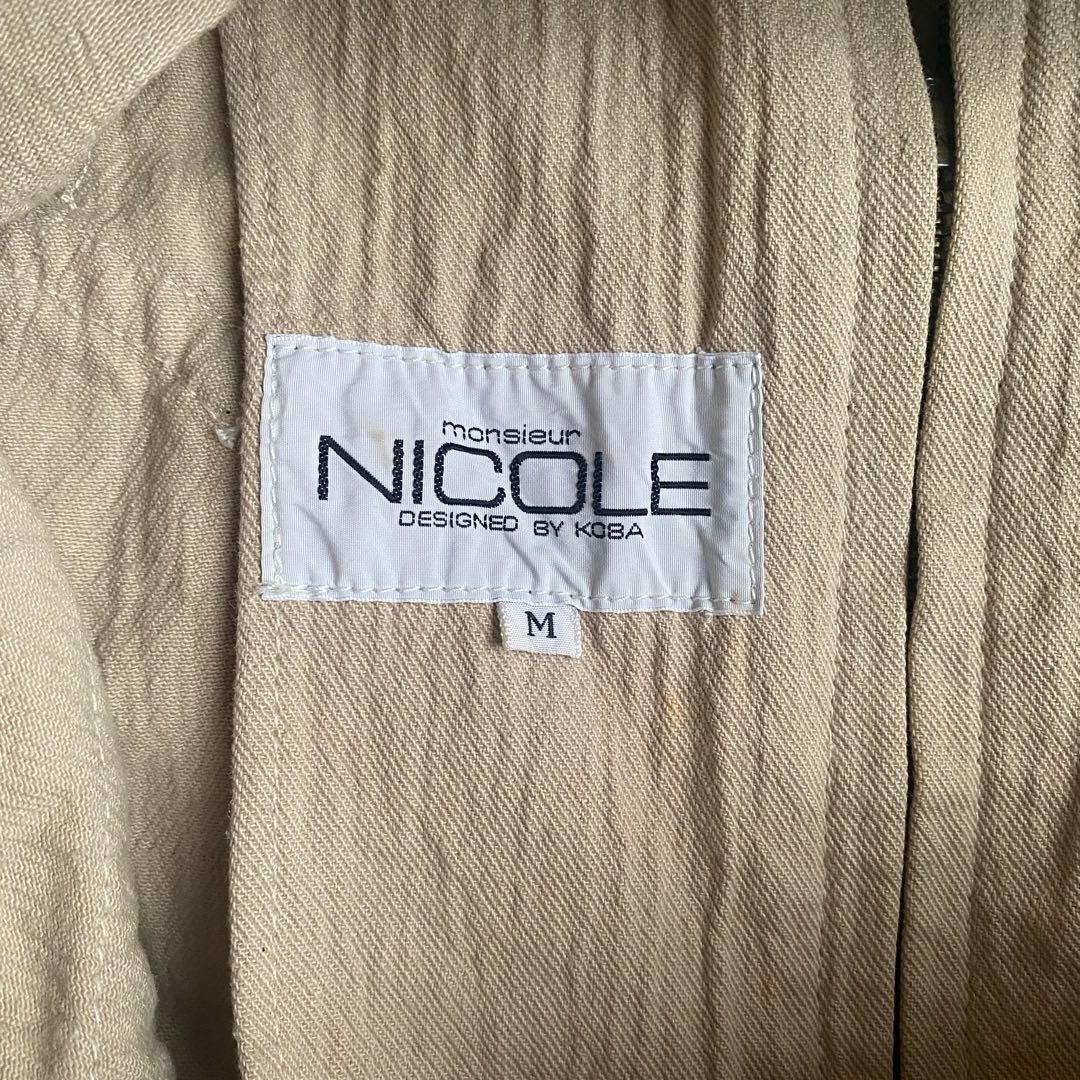 monsieur
NICOLE
DESIGNED BY KOBA
M